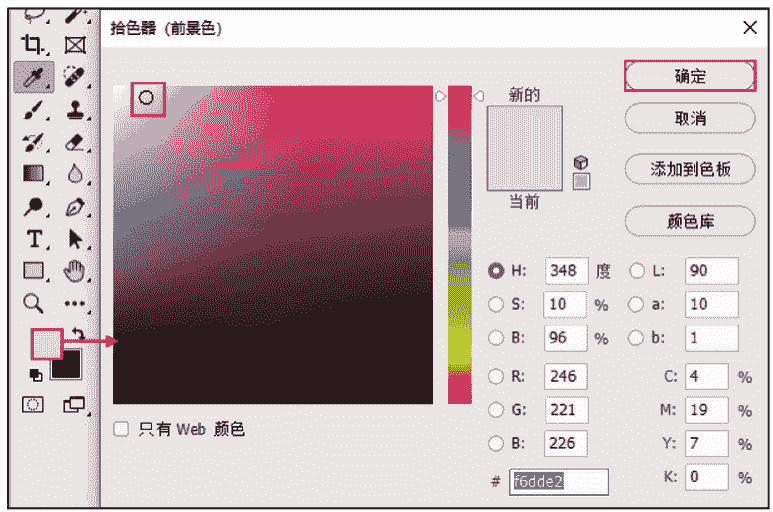 拾色器 (前景色)
新的
当前
确定
取消
添加到色板
颜色库
H: 348 度
S: 10 %
B: 96 %
R: 246
G: 221
B: 226
# f6dde2
L: 90
a: 10
b: 1
C: 4 %
M: 19 %
Y: 7 %
K: 0 %
只有 Web 颜色